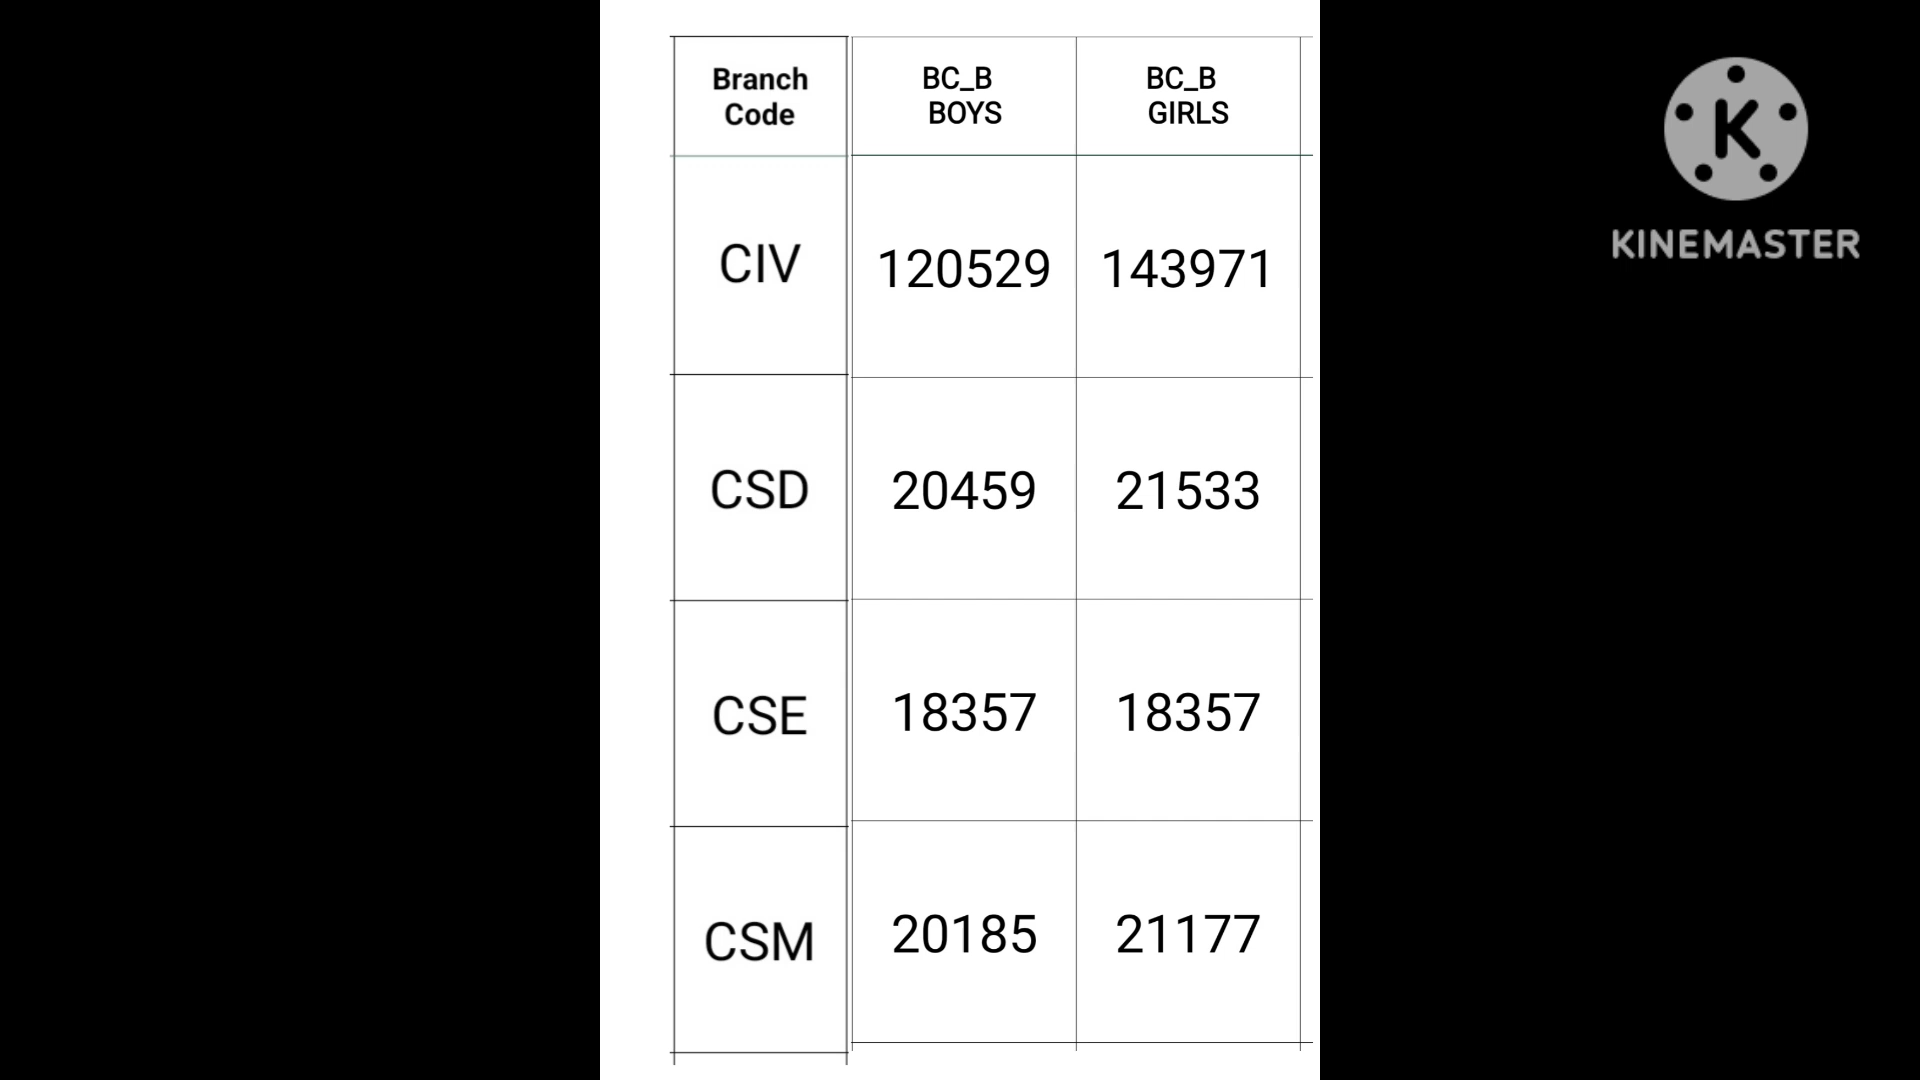 Branch Code BC_B BOYS BC_B GIRLS
CIV 120529 143971
CSD 20459 21533
CSE 18357 18357
CSM 20185 21177
KINEMASTER